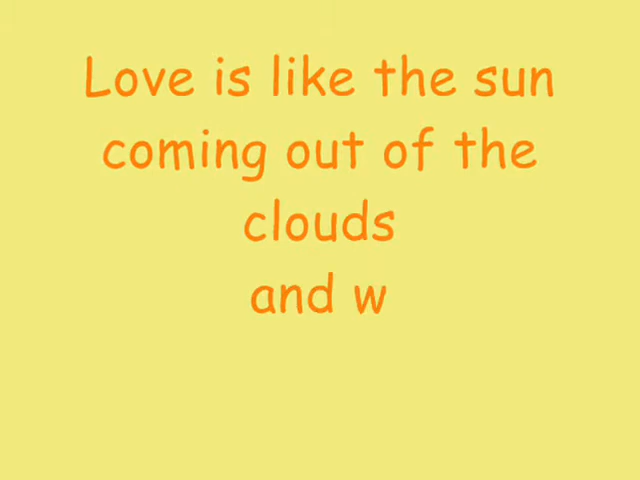 Love is like the sun
coming out of the
clouds
and w